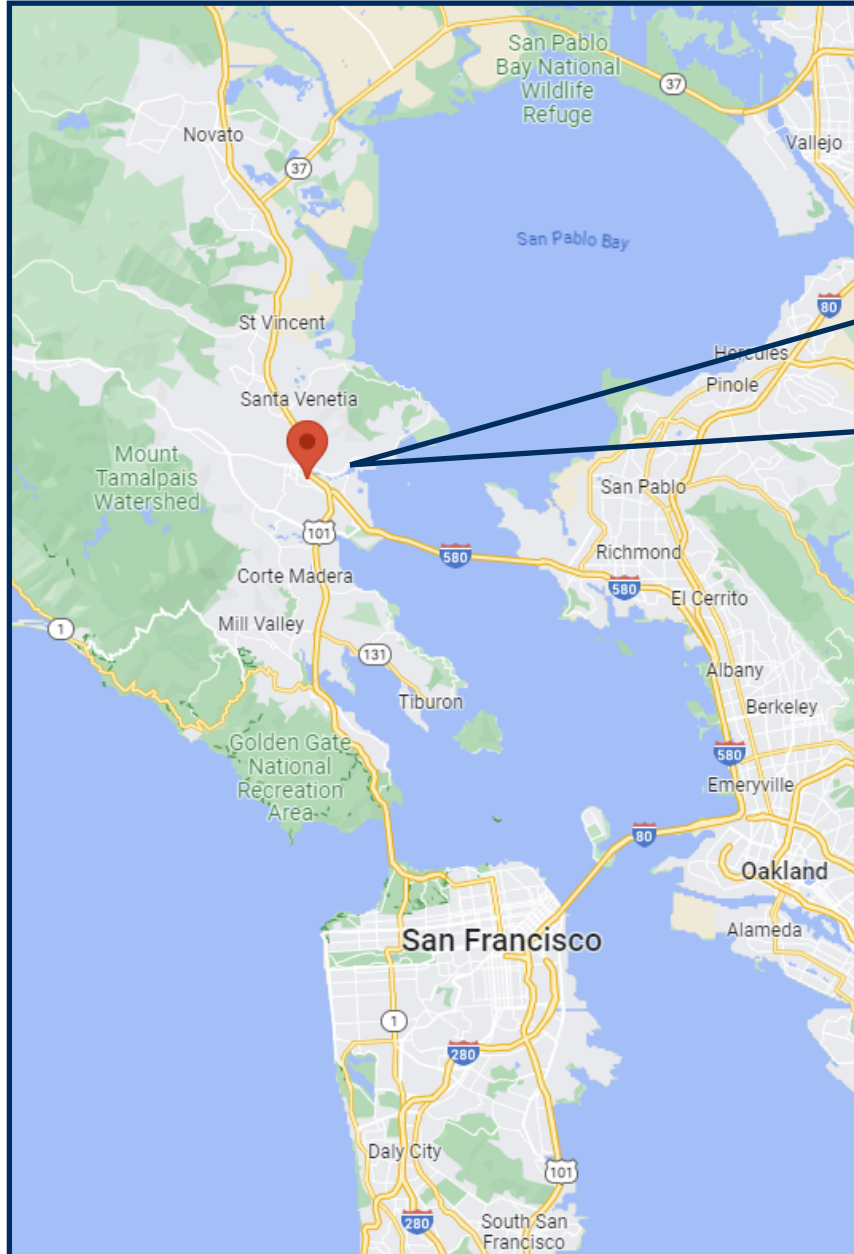 San Pablo
Bay National
Wildlife
Refuge
37
Novato
Vallejo
37
San Pablo Bay
80
St Vincent
Hercules
Pinole
Santa Venetia
Mount
Tamalpais
Watershed
San Pablo
101
Richmond
580
Corte Madera
580
El Cerrito
Mill Valley
1
131
Albany
Tiburon
Berkeley
Golden Gate
National
Recreation
Area
580
Emeryville
80
Oakland
Alameda
San Francisco
1
280
Daly City
101
280
South San
Francisco